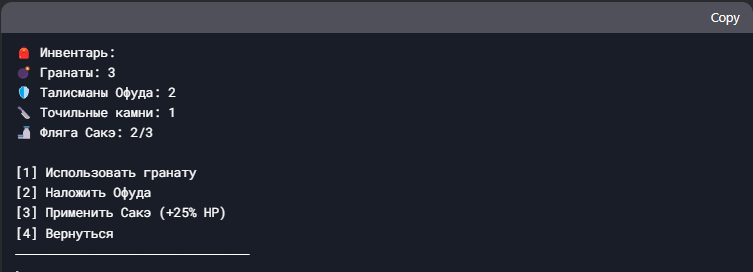 Copy
🎒 Инвентарь:
💣 Гранаты: 3
🛡️ Талисманы Офуда: 2
🔪 Точильные камни: 1
🍶 Фляга Сакэ: 2/3
[1] Использовать гранату
[2] Наложить Офуда
[3] Применить Сакэ (+25% HP)
[4] Вернуться